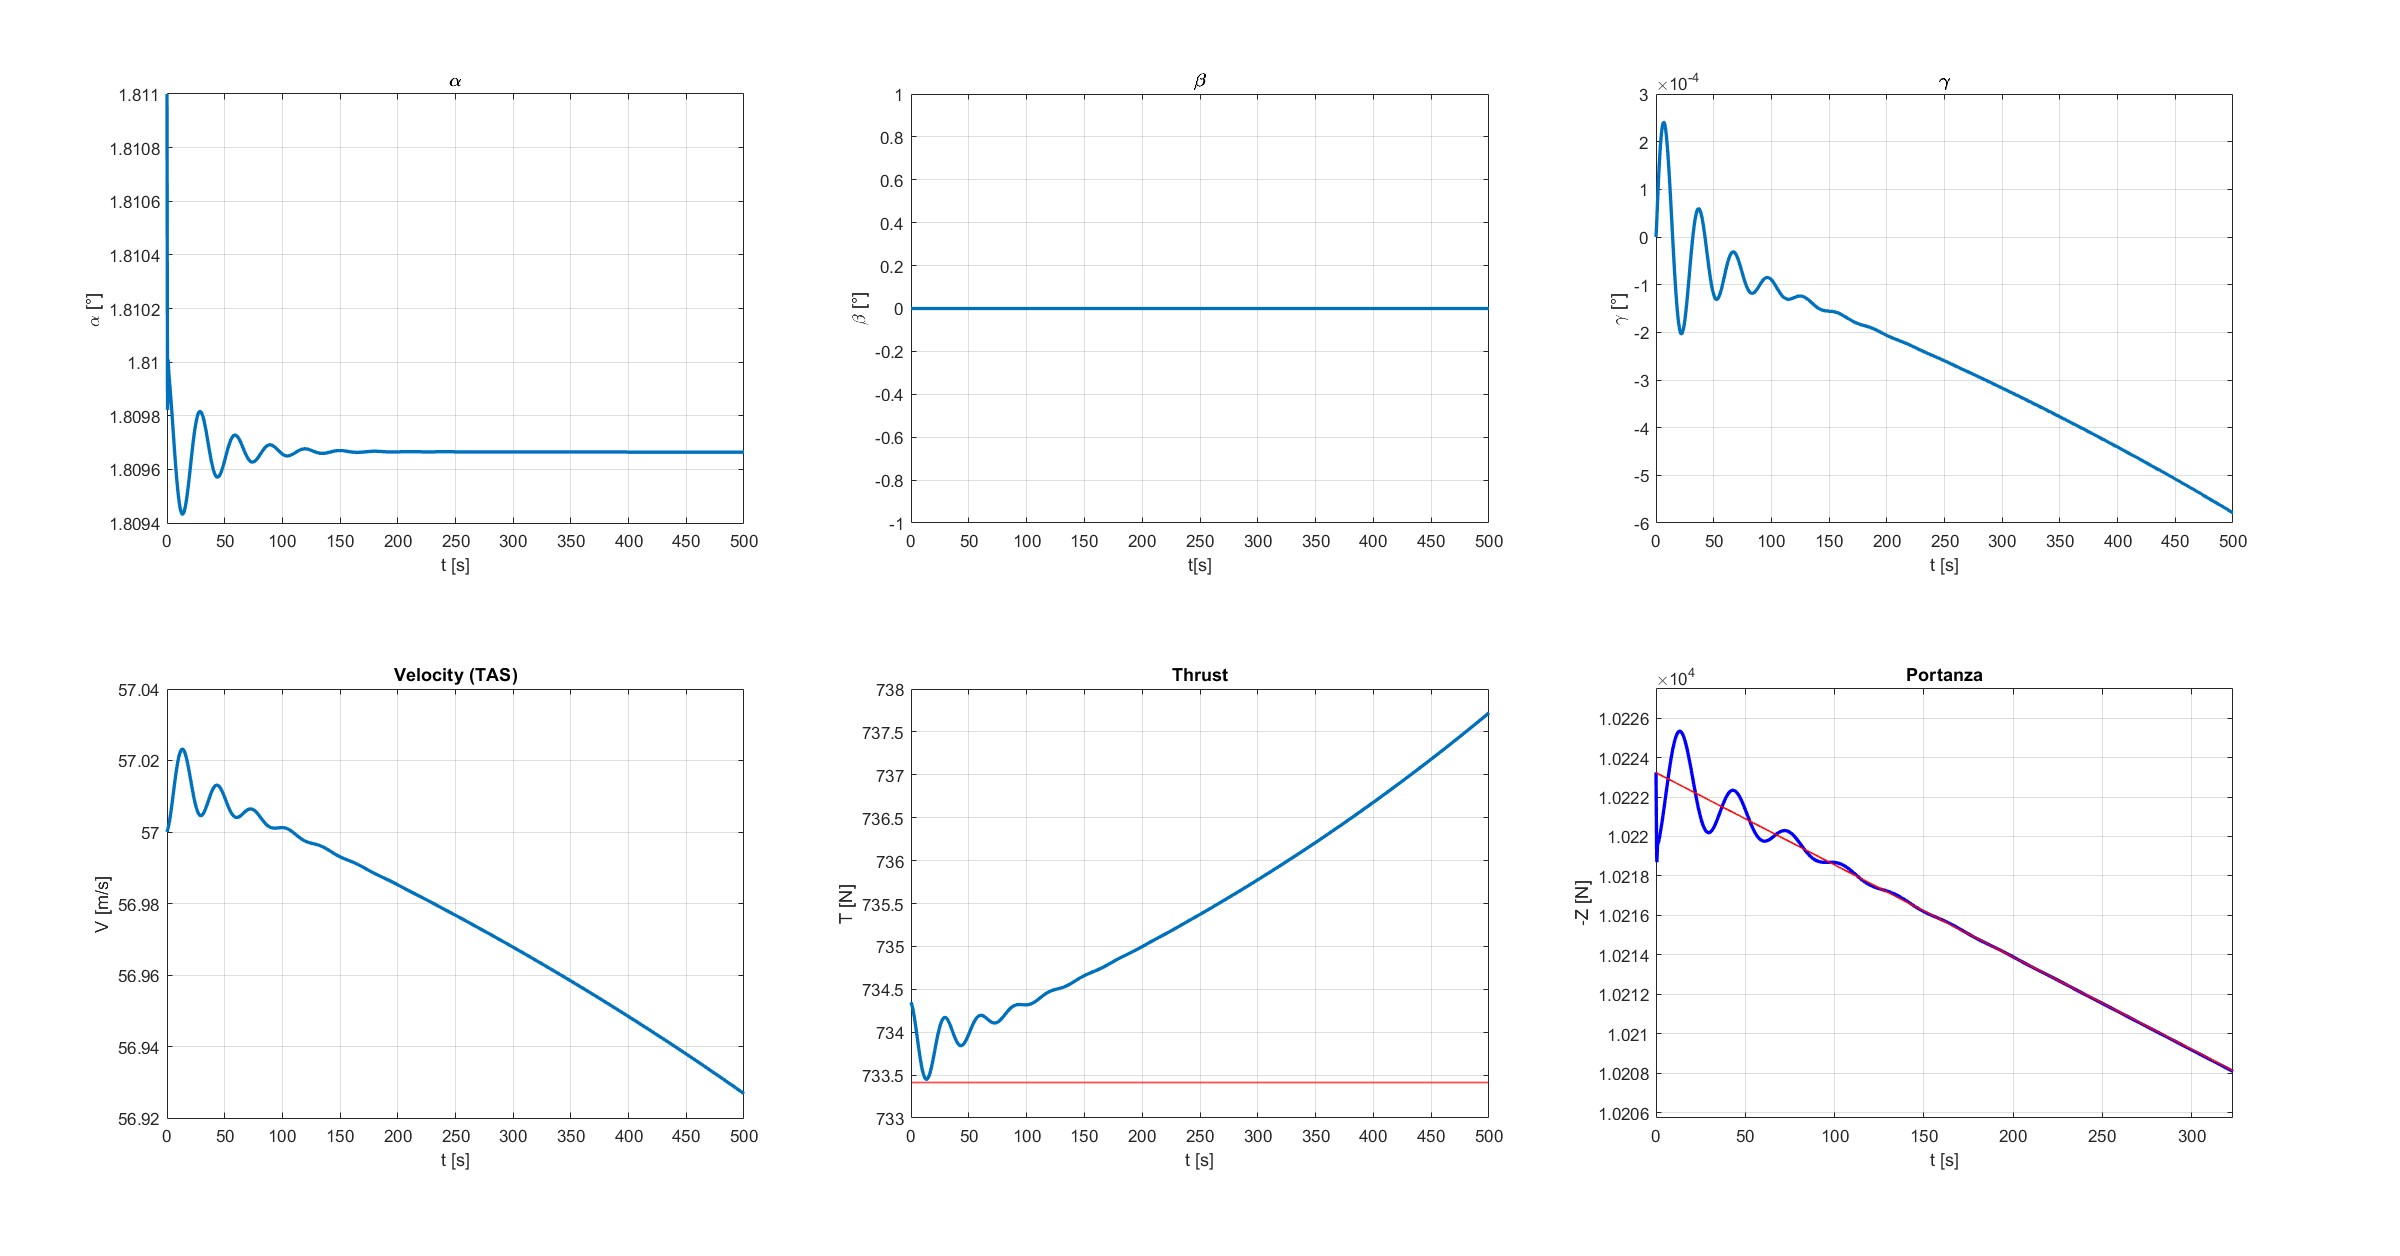 α
1.811
1.8108
1.8106
1.8104
1.8102
1.81
1.8098
1.8096
1.8094
α [°]
0 50 100 150 200 250 300 350 400 450 500
t [s]
β
1
0.8
0.6
0.4
0.2
0
-0.2
-0.4
-0.6
-0.8
-1
β [°]
0 50 100 150 200 250 300 350 400 450 500
t[s]
γ
×10-4
3
2
1
0
-1
-2
-3
-4
-5
-6
γ [°]
0 50 100 150 200 250 300 350 400 450 500
t [s]
Velocity (TAS)
57.04
57.02
57
56.98
56.96
56.94
56.92
V [m/s]
0 50 100 150 200 250 300 350 400 450 500
t [s]
Thrust
738
737.5
737
736.5
736
735.5
735
734.5
734
733.5
733
T [N]
0 50 100 150 200 250 300 350 400 450 500
t [s]
Portanza
×104
1.0226
1.0224
1.0222
1.022
1.0218
1.0216
1.0214
1.0212
1.021
1.0208
1.0206
-Z [N]
0 50 100 150 200 250 300
t [s]